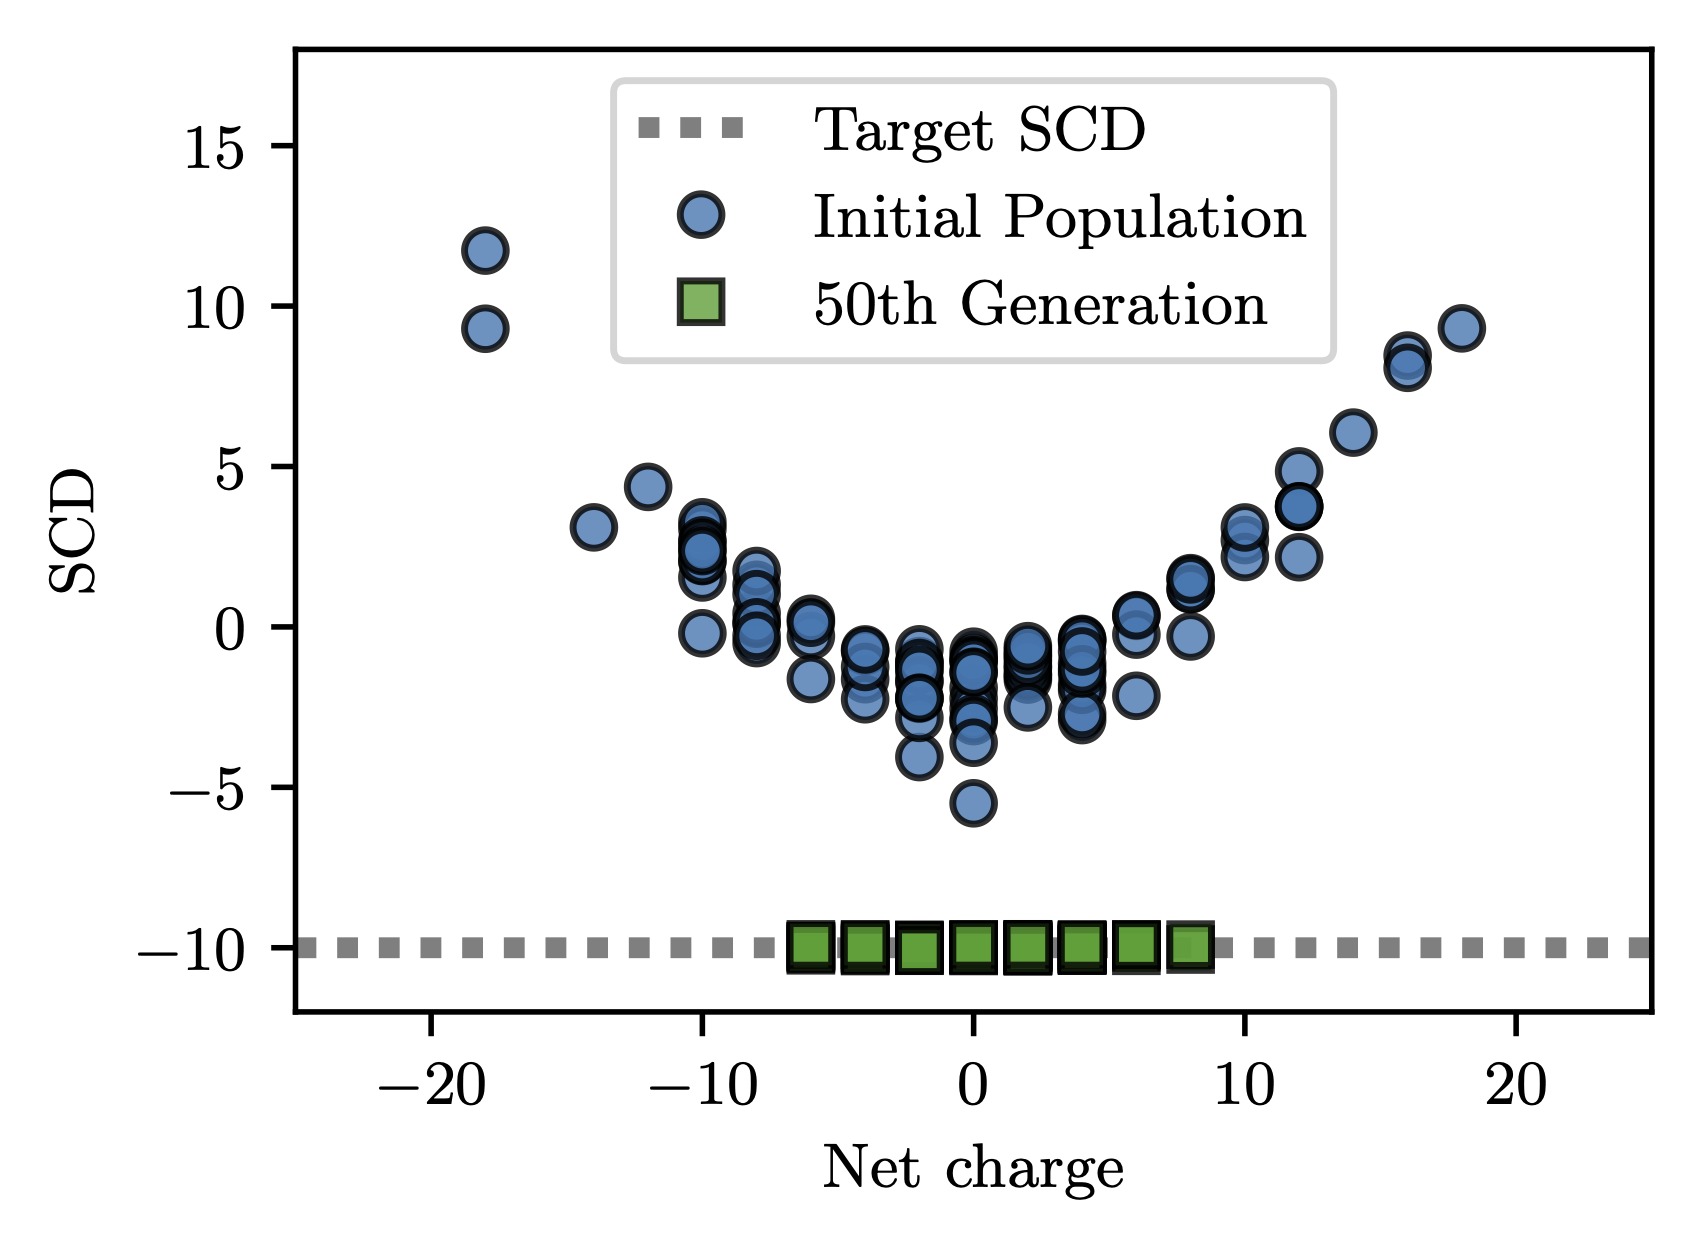 Target SCD
Initial Population
50th Generation
15
10
5
0
−5
−10
SCD
−20
−10
0
10
20
Net charge